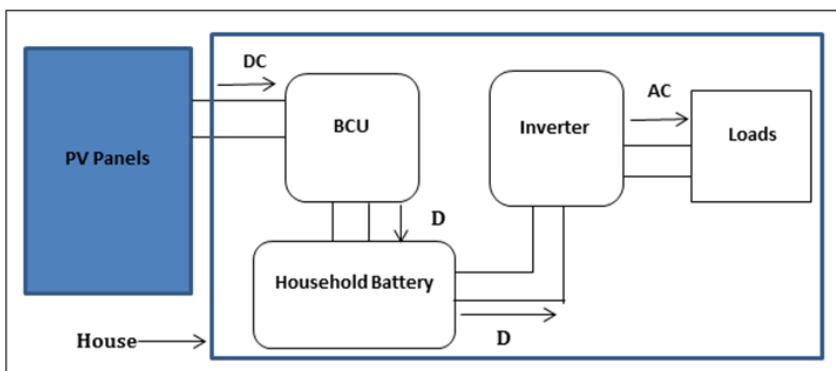 DC
BCU
PV Panels
Inverter
AC
Loads
D
Household Battery
D
House